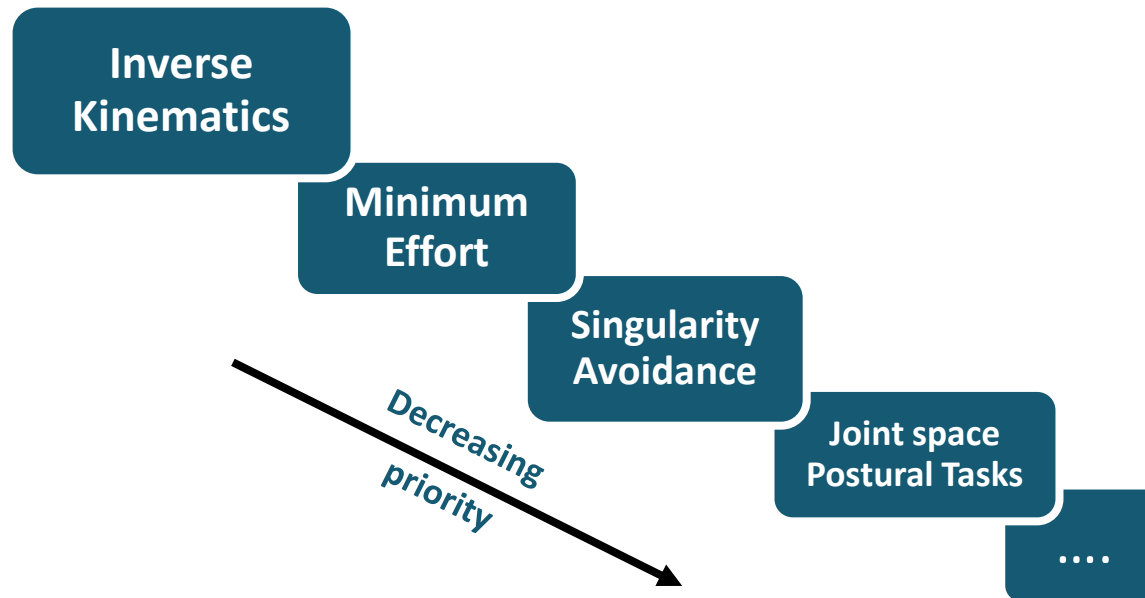 Inverse
Kinematics
Minimum
Effort
Singularity
Avoidance
Joint space
Postural Tasks
....
Decreasing
priority